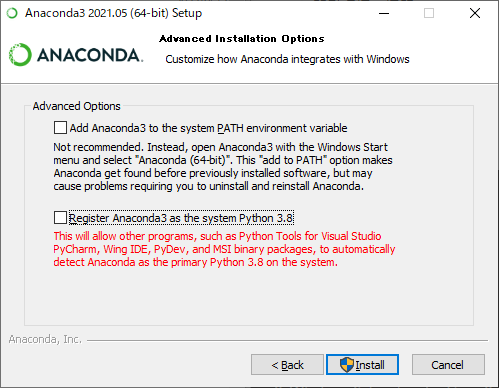 Anaconda3 2021.05 (64-bit) Setup
ANACONDA.
Advanced Installation Options
Customize how Anaconda integrates with Windows
Advanced Options
Add Anaconda3 to the system PATH environment variable
Not recommended. Instead, open Anaconda3 with the Windows Start
menu and select "Anaconda (64-bit)". This "add to PATH" option makes
Anaconda get found before previously installed software, but may
cause problems requiring you to uninstall and reinstall Anaconda.
Register Anaconda3 as the system Python 3.8
This will allow other programs, such as Python Tools for Visual Studio
PyCharm, Wing IDE, PyDev, and MSI binary packages, to automatically
detect Anaconda as the primary Python 3.8 on the system.
Anaconda, Inc.
< Back
Install
Cancel